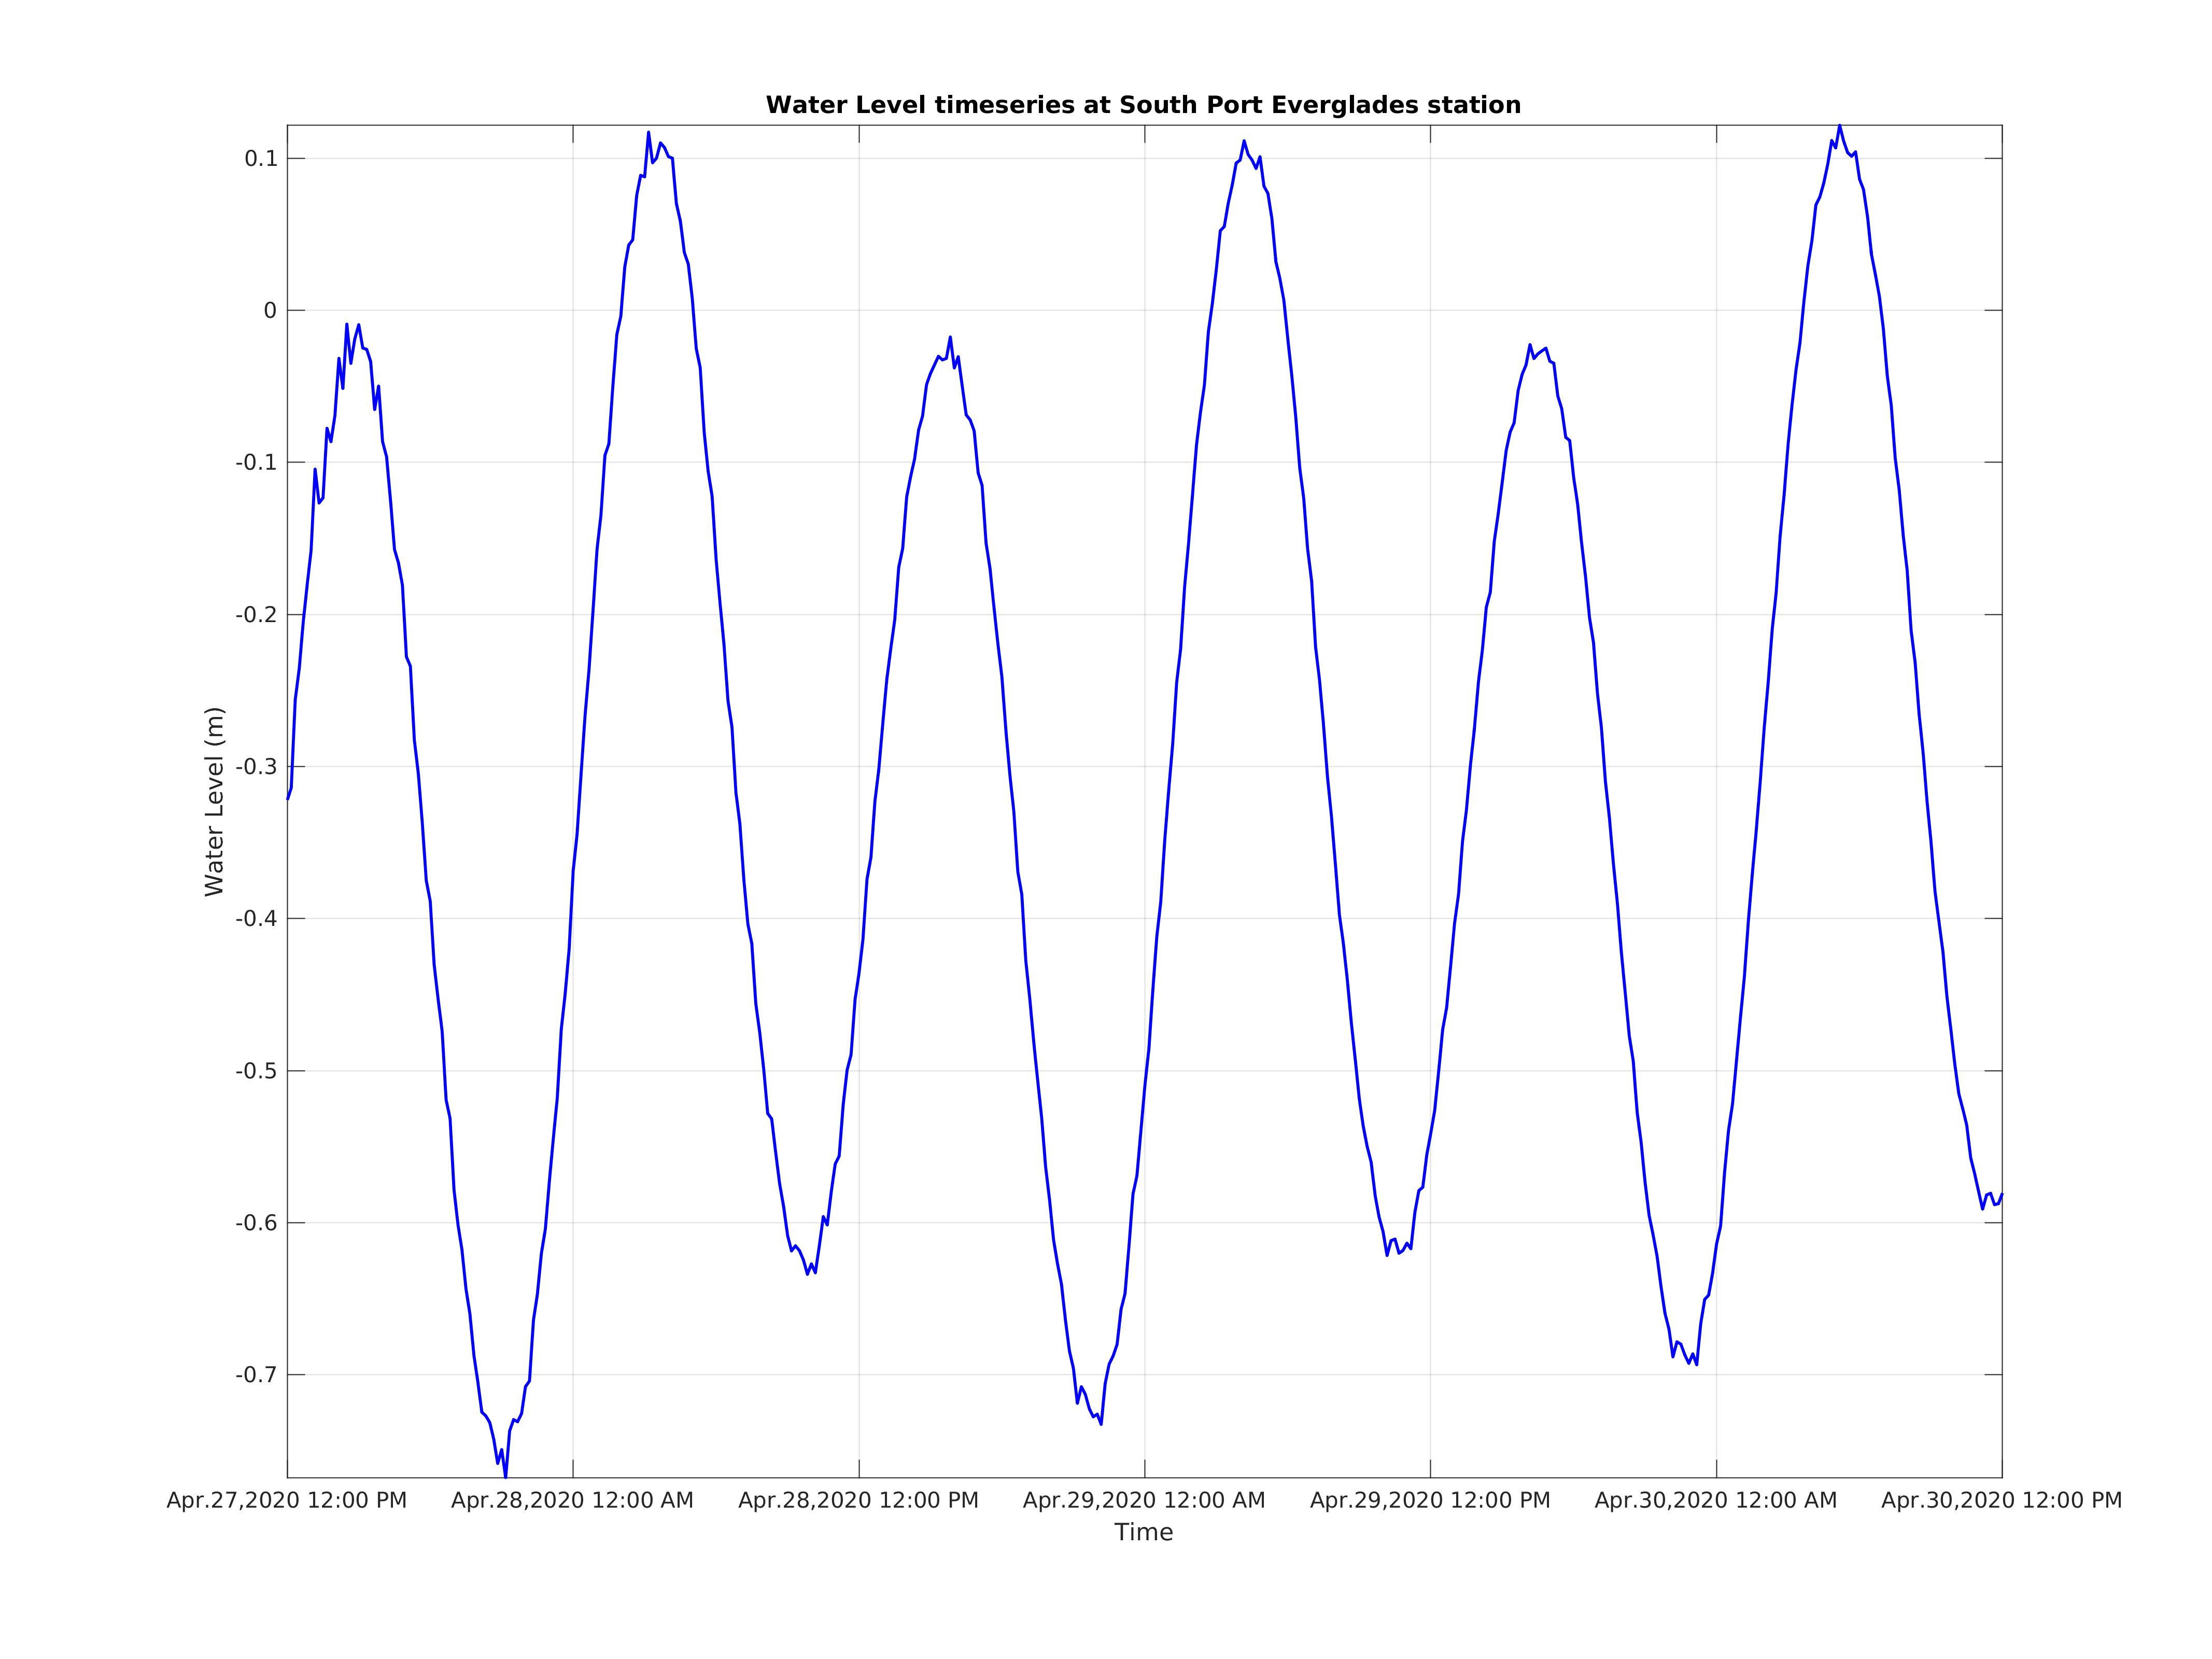 Water Level timeseries at South Port Everglades station
0.1
0
-0.1
-0.2
-0.3
-0.4
-0.5
-0.6
-0.7
Water Level (m)
Apr.27,2020 12:00 PM Apr.28,2020 12:00 AM Apr.28,2020 12:00 PM Apr.29,2020 12:00 AM Apr.29,2020 12:00 PM Apr.30,2020 12:00 AM Apr.30,2020 12:00 PM
Time